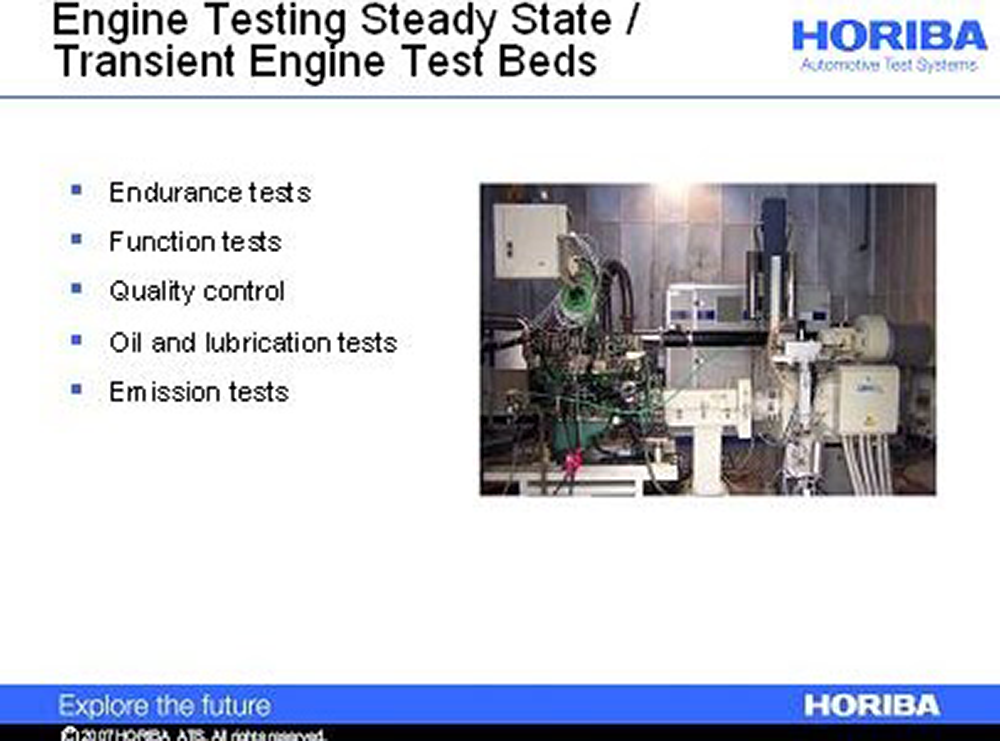 Engine Testing Steady State /
Transient Engine Test Beds
HORIBA
Automotive Test Systems
Endurance tests
Function tests
Quality control
Oil and lubrication tests
Emission tests
Explore the future
HORIBA
© 2007 HORIBA, ATS. All rights reserved.